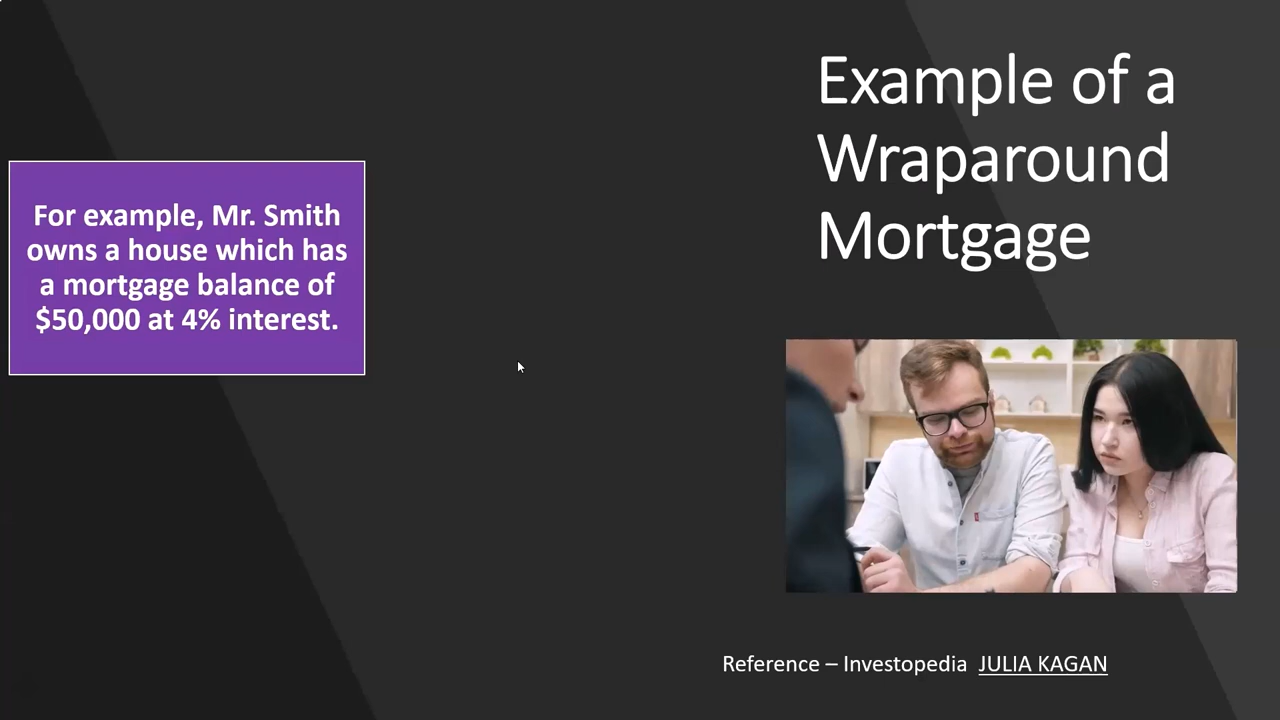 Example of a
Wraparound
Mortgage
For example, Mr. Smith
owns a house which has
a mortgage balance of
$50,000 at 4% interest.
Reference – Investopedia JULIA KAGAN